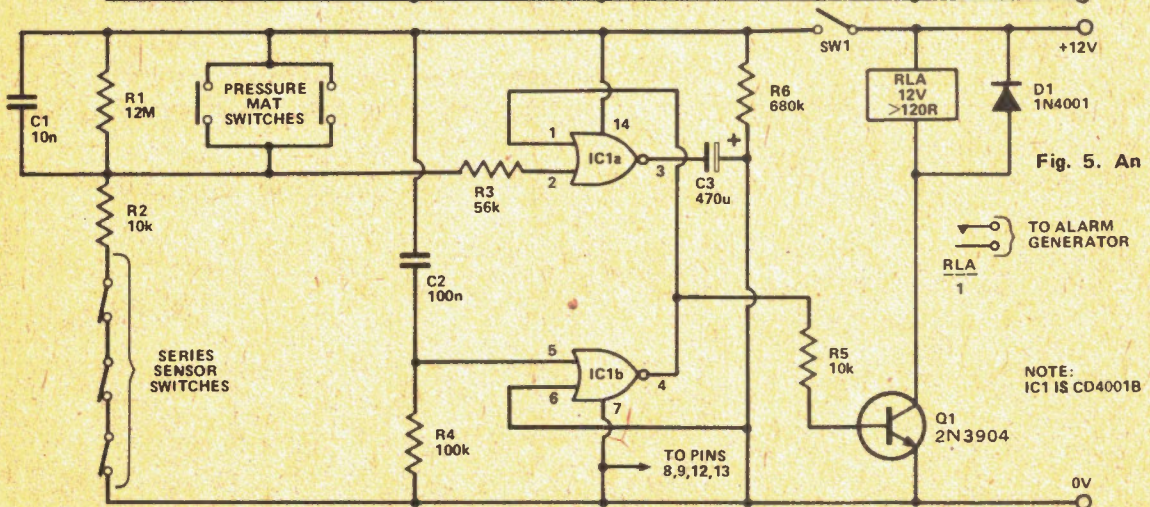 SW1
+12V
C1
10n
R1
12M
PRESSURE
MAT
SWITCHES
R6
680k
RLA
12V
>120R
D1
1N4001
1
14
IC1a
2
3
+
C3
470u
R3
56k
Fig. 5. An
R2
10k
TO ALARM
GENERATOR
RLA
1
C2
100n
SERIES
SENSOR
SWITCHES
5
IC1b
6
4
7
R5
10k
NOTE:
IC1 IS CD4001B
R4
100k
Q1
2N3904
TO PINS
8,9,12,13
0V